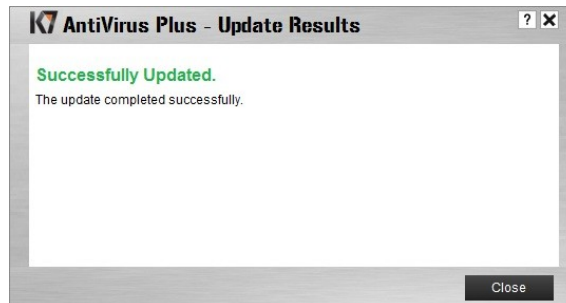 K7 AntiVirus Plus - Update Results
? X
Successfully Updated.
The update completed successfully.
Close